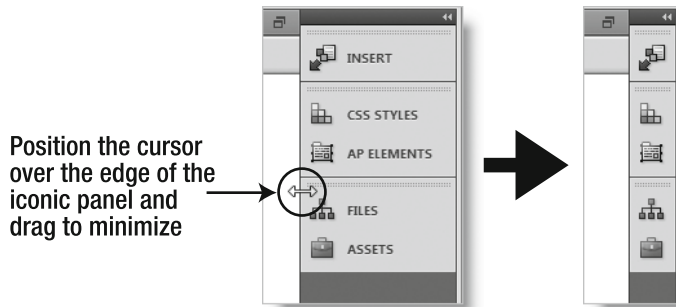 INSERT
CSS STYLES
AP ELEMENTS
FILES
ASSETS
Position the cursor
over the edge of the
iconic panel and
drag to minimize